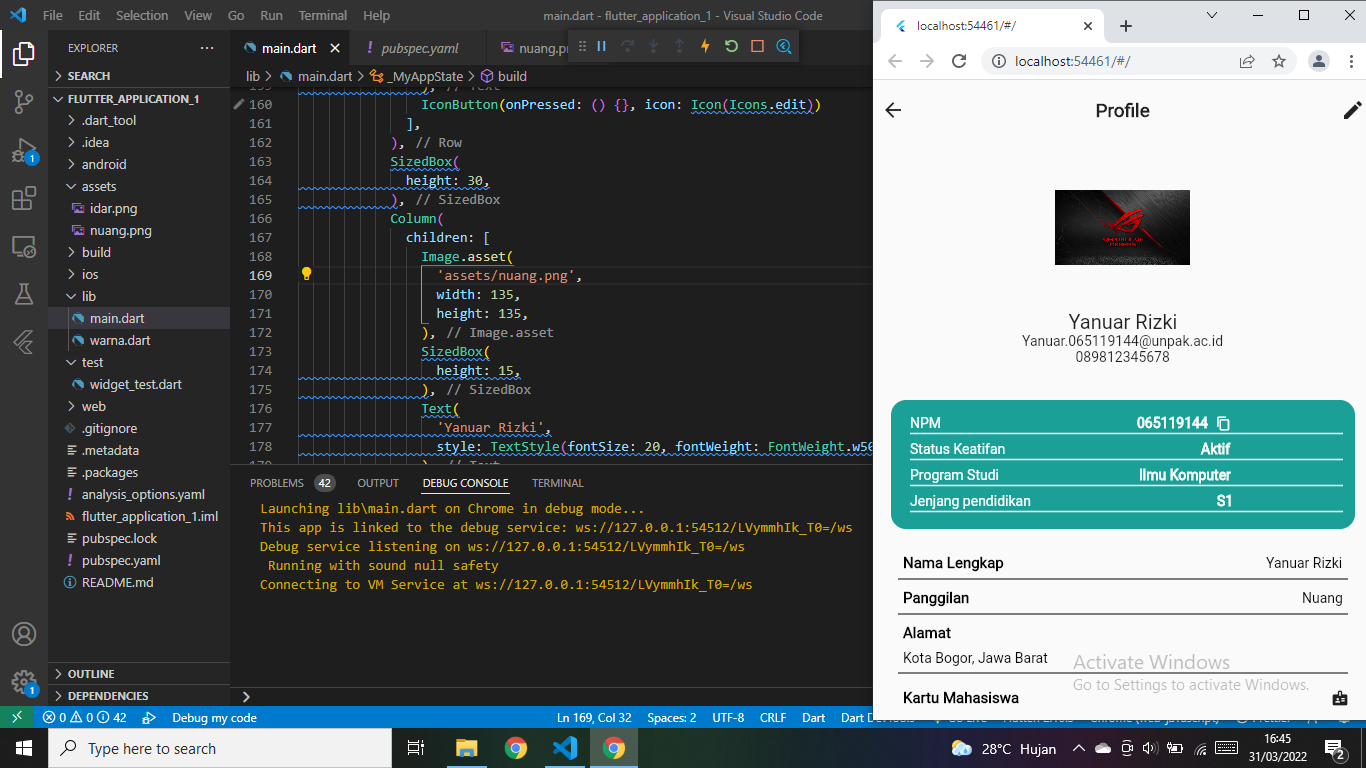 File Edit Selection View Go Run Terminal Help
main.dart - flutter_application_1 - Visual Studio Code
EXPLORER
SEARCH
FLUTTER_APPLICATION_1
.dart_tool
.idea
android
assets
idar.png
nuang.png
build
ios
lib
main.dart
warna.dart
test
widget_test.dart
web
.gitignore
.metadata
.packages
analysis_options.yaml
flutter_application_1.iml
pubspec.lock
pubspec.yaml
README.md
OUTLINE
DEPENDENCIES
1
1
main.dart
pubspec.yaml
lib > main.dart > _MyAppState > build
), // Text
160 IconButton(onPressed: () {}, icon: Icon(Icons.edit))
161 ],
162 ), // Row
163 SizedBox(
164 height: 30,
165 ), // SizedBox
166 Column(
167 children: [
168 Image.asset(
169 'assets/nuang.png',
170 width: 135,
171 height: 135,
172 ), // Image.asset
173 SizedBox(
174 height: 15,
175 ), // SizedBox
176 Text(
177 'Yanuar Rizki',
178 style: TextStyle(fontSize: 20, fontWeight: FontWeight.w50
PROBLEMS 42 OUTPUT DEBUG CONSOLE TERMINAL
Launching lib\main.dart on Chrome in debug mode...
This app is linked to the debug service: ws://127.0.0.1:54512/LVymmhIk_T0=/ws
Debug service listening on ws://127.0.0.1:54512/LVymmhIk_T0=/ws
Running with sound null safety
Connecting to VM Service at ws://127.0.0.1:54512/LVymmhIk_T0=/ws
0 0 42 Debug my code
Ln 169, Col 32 Spaces: 2 UTF-8 CRLF Dart
localhost:54461/#/
localhost:54461/#/
Profile
Yanuar Rizki
Yanuar.065119144@unpak.ac.id
089812345678
NPM 065119144
Status Keatifan Aktif
Program Studi Ilmu Komputer
Jenjang pendidikan S1
Nama Lengkap Yanuar Rizki
Panggilan Nuang
Alamat
Kota Bogor, Jawa Barat
Kartu Mahasiswa
Activate Windows
Go to Settings to activate Windows.
Type here to search
28°C Hujan
16:45
31/03/2022
2